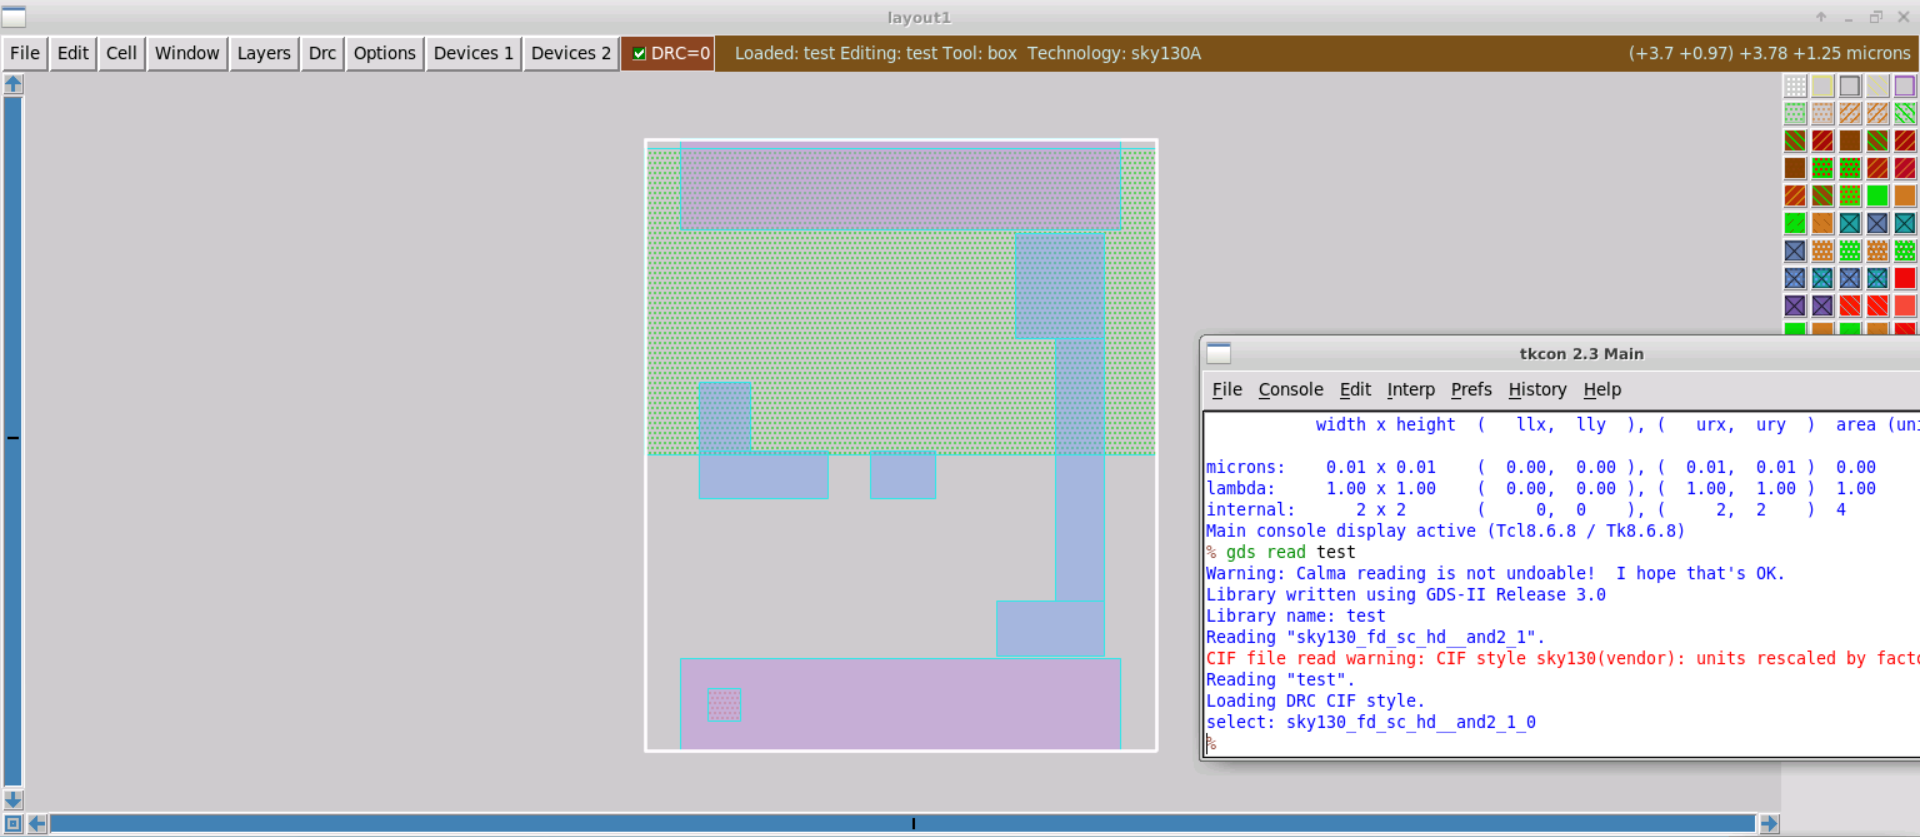 layout1
File Edit Cell Window Layers Drc Options Devices 1 Devices 2 DRC=0 Loaded: test Editing: test Tool: box Technology: sky130A (+3.7 +0.97) +3.78 +1.25 microns
tkcon 2.3 Main
File Console Edit Interp Prefs History Help
width x height ( llx, lly ), ( urx, ury ) area (uni
microns: 0.01 x 0.01 ( 0.00, 0.00 ), ( 0.01, 0.01 ) 0.00
lambda: 1.00 x 1.00 ( 0.00, 0.00 ), ( 1.00, 1.00 ) 1.00
internal: 2 x 2 ( 0, 0 ), ( 2, 2 ) 4
Main console display active (Tcl8.6.8 / Tk8.6.8)
% gds read test
Warning: Calma reading is not undoable! I hope that's OK.
Library written using GDS-II Release 3.0
Library name: test
Reading "sky130_fd_sc_hd__and2_1".
CIF file read warning: CIF style sky130(vendor): units rescaled by facto
Reading "test".
Loading DRC CIF style.
select: sky130_fd_sc_hd__and2_1_0
%